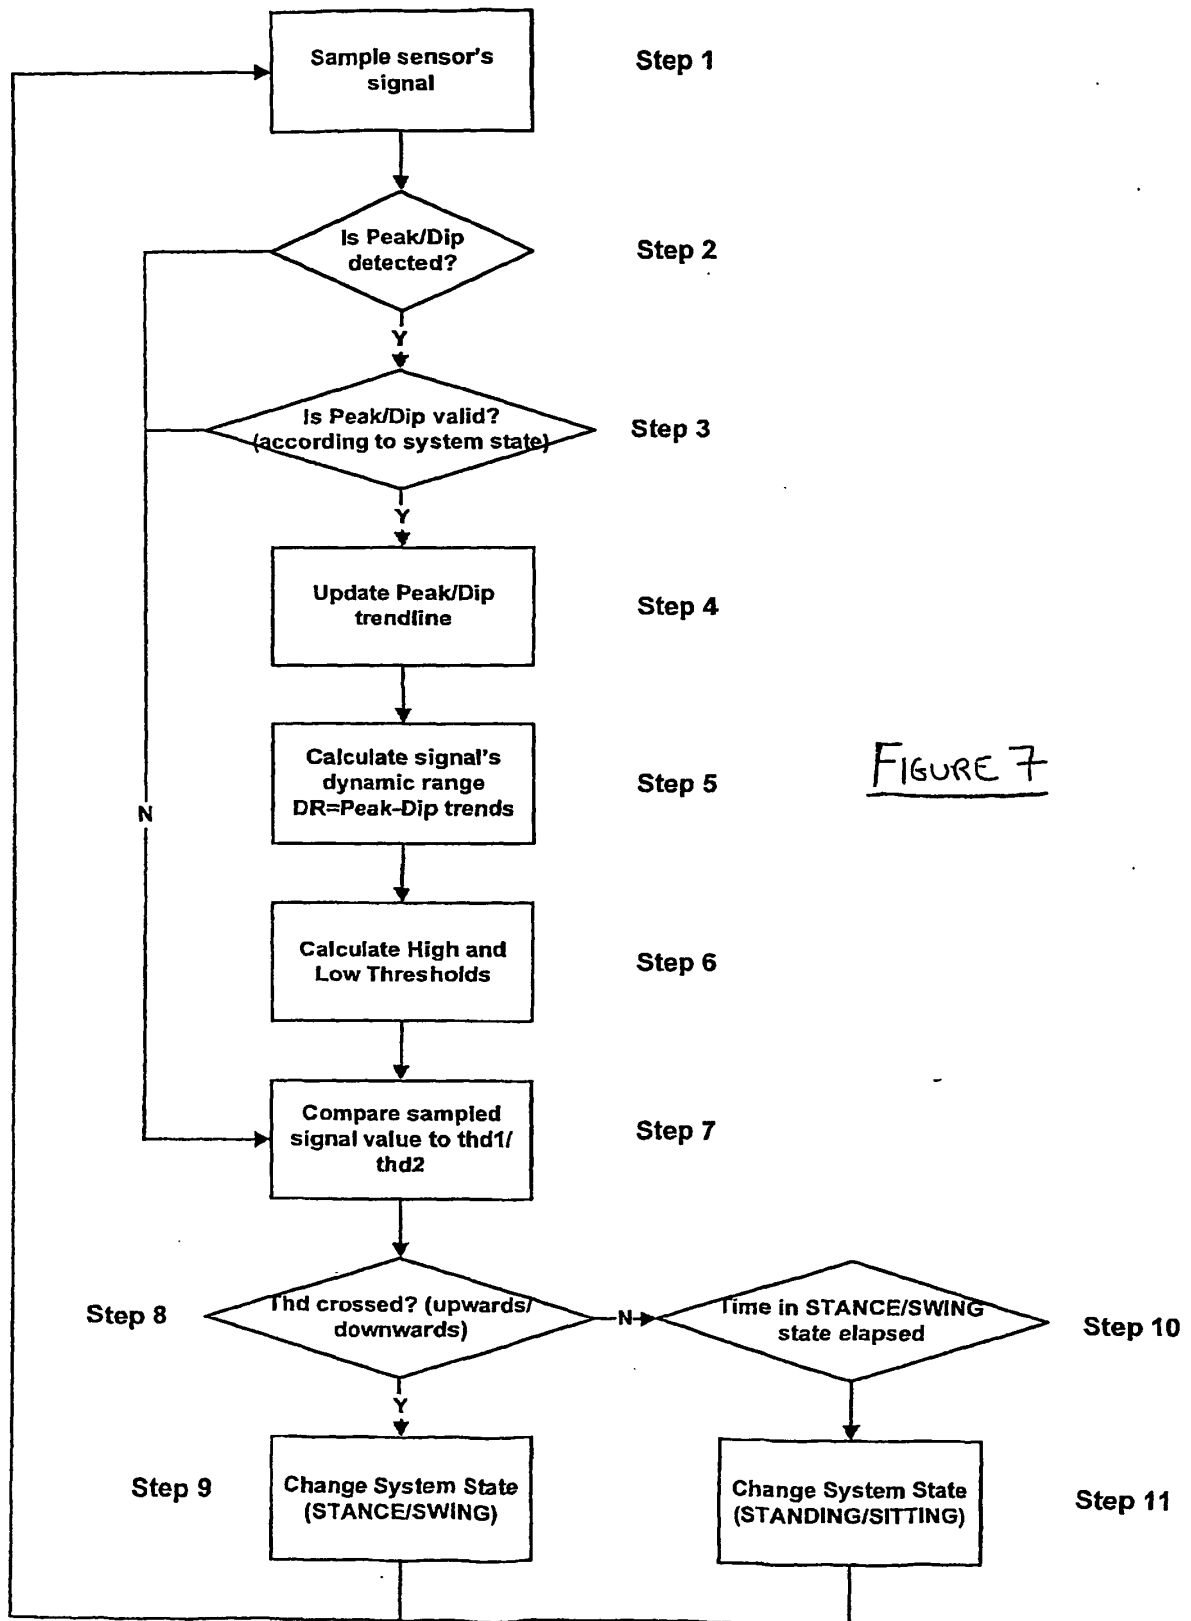 Sample sensor's
signal
Step 1
Is Peak/Dip
detected?
Step 2
Y
Is Peak/Dip valid?
(according to system state)
Step 3
Y
Update Peak/Dip
trendline
Step 4
Calculate signal's
dynamic range
DR=Peak-Dip trends
Step 5
FIGURE 7
N
Calculate High and
Low Thresholds
Step 6
Compare sampled
signal value to thd1/
thd2
Step 7
Step 8
Thd crossed? (upwards/
downwards)
N
Time in STANCE/SWING
state elapsed
Step 10
Y
Step 9
Change System State
(STANCE/SWING)
Change System State
(STANDING/SITTING)
Step 11